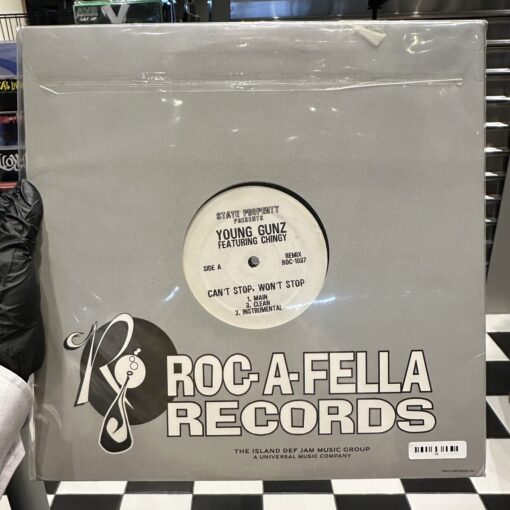 STATE PROPERTY
PRESENTS
YOUNG GUNZ
FEATURING CHINGY
SIDE A
REMIX
ROC-1037
CAN'T STOP, WON'T STOP
1. MAIN
2. CLEAN
3. INSTRUMENTAL
ROC-A-FELLA
RECORDS
THE ISLAND DEF JAM MUSIC GROUP
A UNIVERSAL MUSIC COMPANY